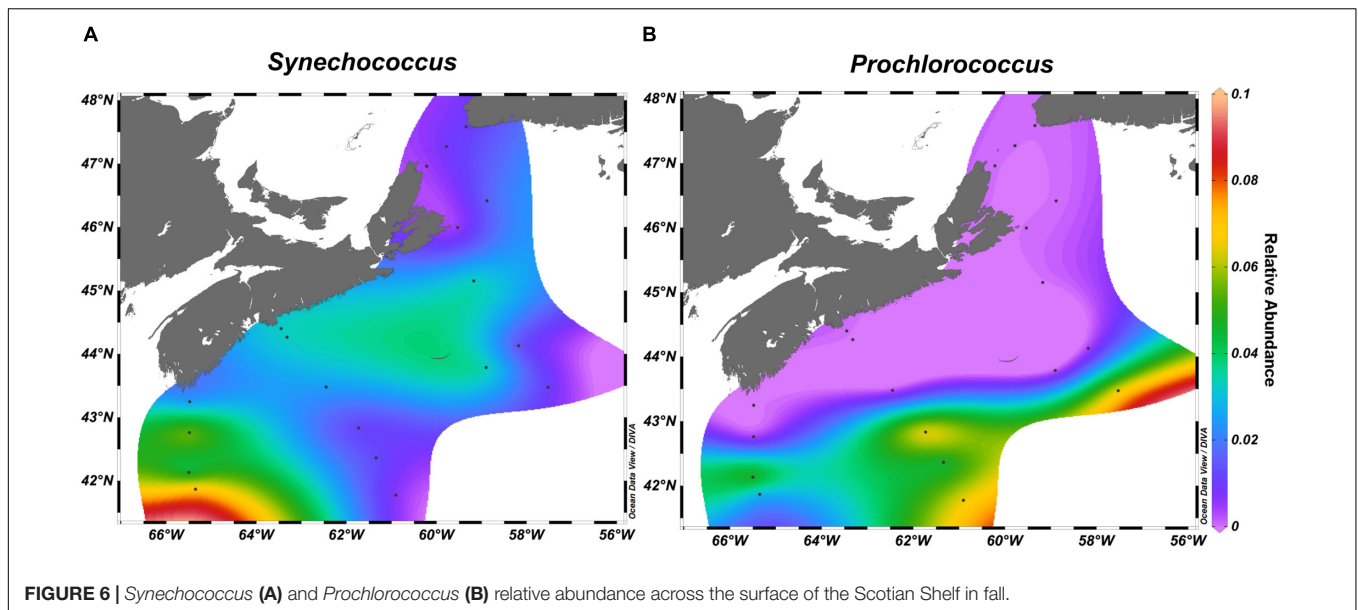 A
B
Synechococcus
Prochlorococcus
48°N
47°N
46°N
45°N
44°N
43°N
42°N
66°W
64°W
62°W
60°W
58°W
56°W
Ocean Data View / DIVA
48°N
47°N
46°N
45°N
44°N
43°N
42°N
66°W
64°W
62°W
60°W
58°W
56°W
Ocean Data View / DIVA
0.1
0.08
0.06
0.04
0.02
0
Relative Abundance
FIGURE 6 | Synechococcus (A) and Prochlorococcus (B) relative abundance across the surface of the Scotian Shelf in fall.